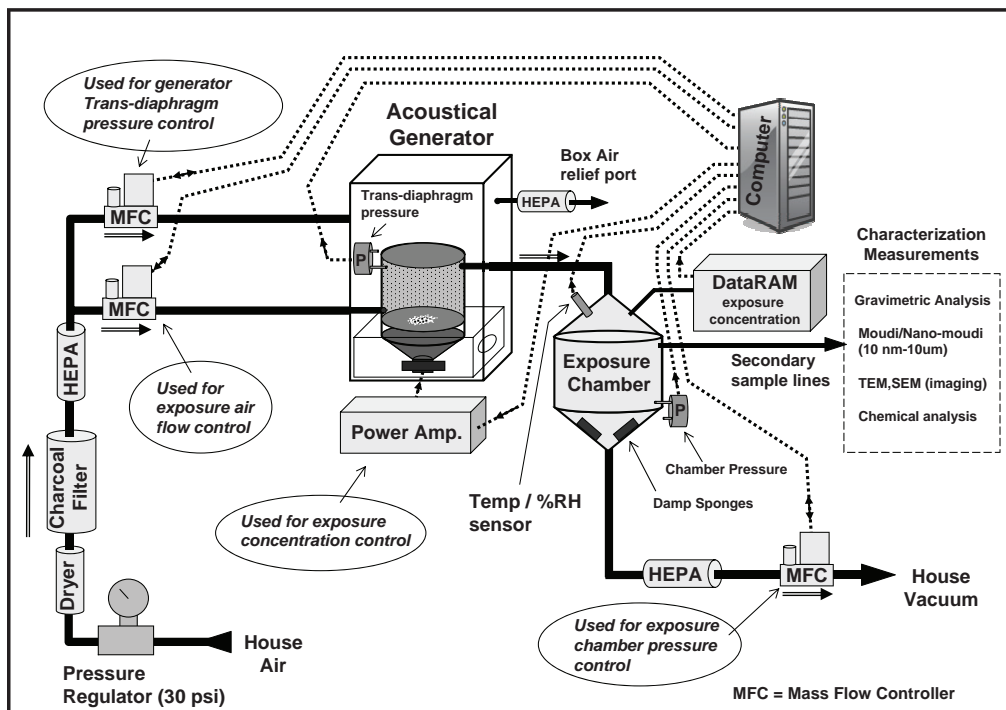 Used for generator
Trans-diaphragm
pressure control
Acoustical
Generator
Computer
Box Air
relief port
HEPA
Trans-diaphragm
pressure
P
MFC
MFC
Characterization
Measurements
Gravimetric Analysis
Moudi/Nano-moudi
(10 nm-10um)
TEM,SEM (imaging)
Chemical analysis
DataRAM
exposure
concentration
Secondary
sample lines
Exposure
Chamber
P
Chamber Pressure
Damp Sponges
HEPA
Used for
exposure air
flow control
Power Amp.
Temp / %RH
sensor
Used for exposure
concentration control
Charcoal
Filter
Dryer
House
Air
Pressure
Regulator (30 psi)
HEPA
MFC
House
Vacuum
Used for exposure
chamber pressure
control
MFC = Mass Flow Controller